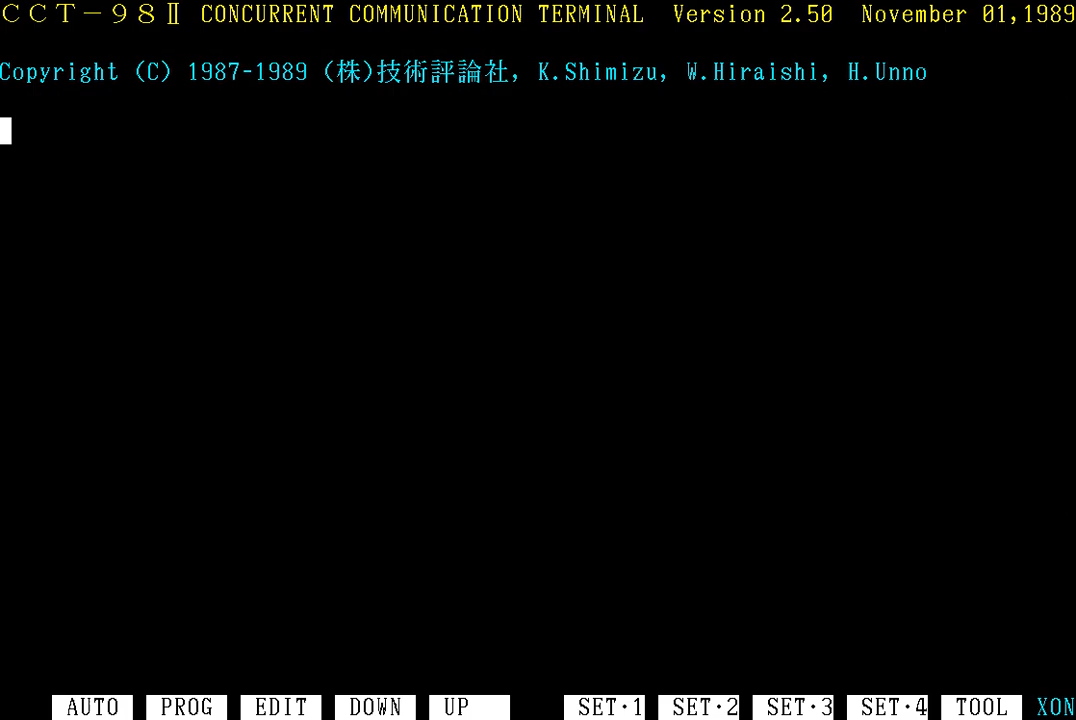 ＣＣＴ－９８Ⅱ CONCURRENT COMMUNICATION TERMINAL  Version 2.50  November 01,1989
Copyright (C) 1987-1989 (株)技術評論社, K.Shimizu, W.Hiraishi, H.Unno
AUTO PROG EDIT DOWN UP SET･1 SET･2 SET･3 SET･4 TOOL XON